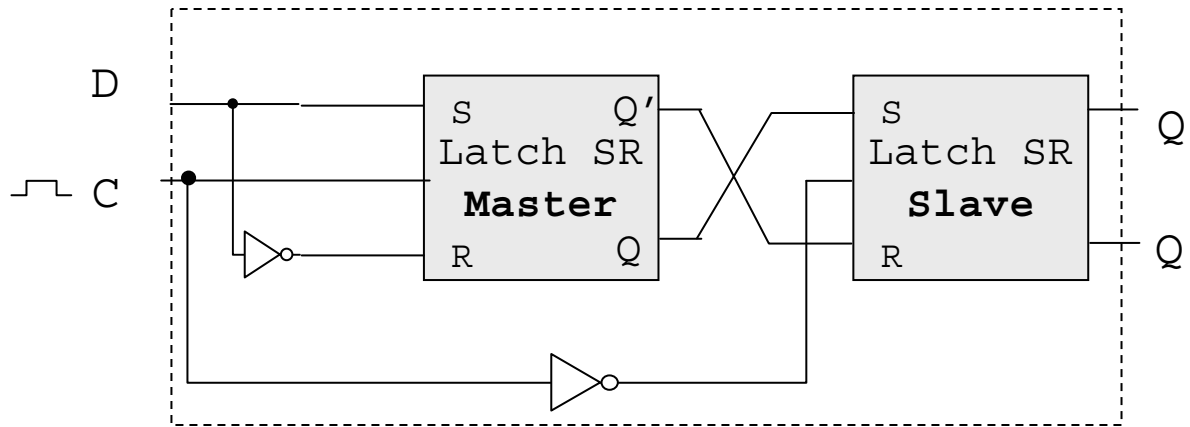 D
C
S Q'
Latch SR
Master
R Q
S
Latch SR
Slave
R
Q
Q